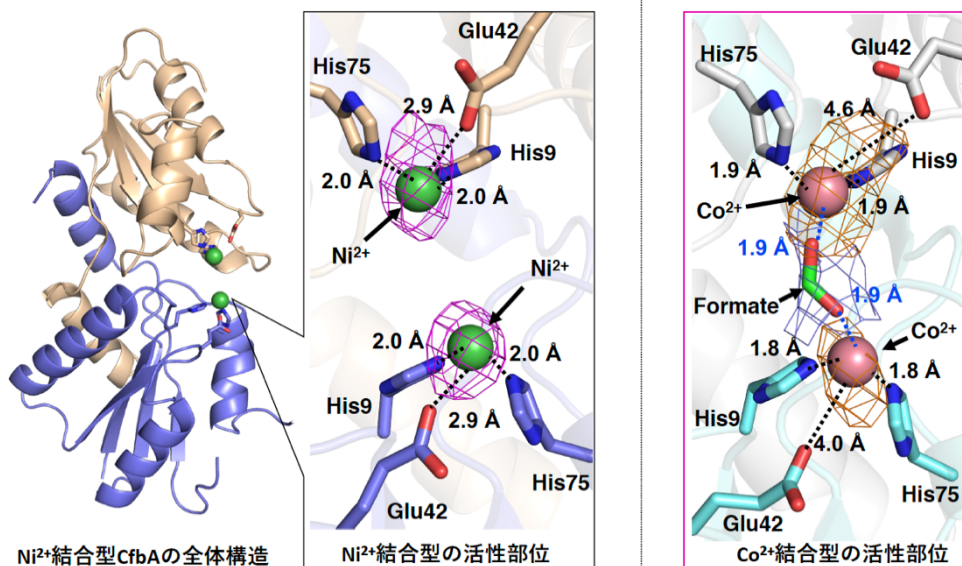 Glu42
His75
2.9 Å
His9
2.0 Å
2.0 Å
Ni²⁺
Ni²⁺
2.0 Å
2.0 Å
His9
2.9 Å
Glu42
His75
Ni²⁺結合型CfbAの全体構造
Ni²⁺結合型の活性部位
Glu42
His75
4.6 Å
His9
1.9 Å
1.9 Å
Co²⁺
1.9 Å
Formate
1.9 Å
Co²⁺
1.8 Å
1.8 Å
His9
4.0 Å
His75
Glu42
Co²⁺結合型の活性部位